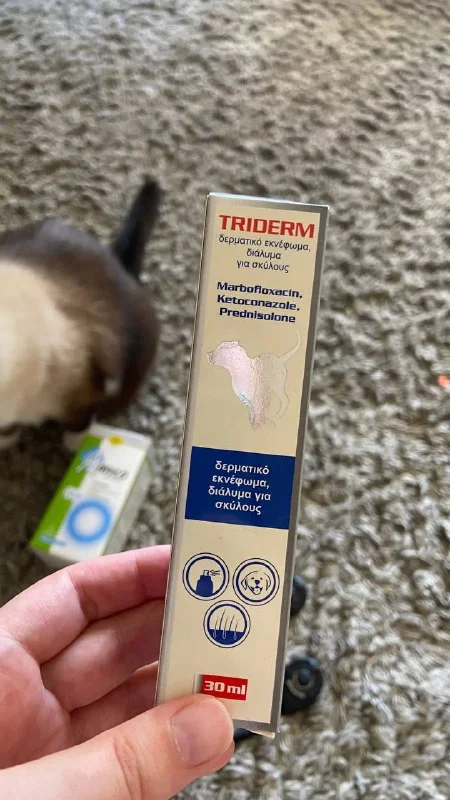 TRIDERM
δερματικό εκνέφωμα,
διάλυμα
για σκύλους
Marbofloxacin,
Ketoconazole,
Prednisolone
δερματικό
εκνέφωμα,
διάλυμα για
σκύλους
30 ml